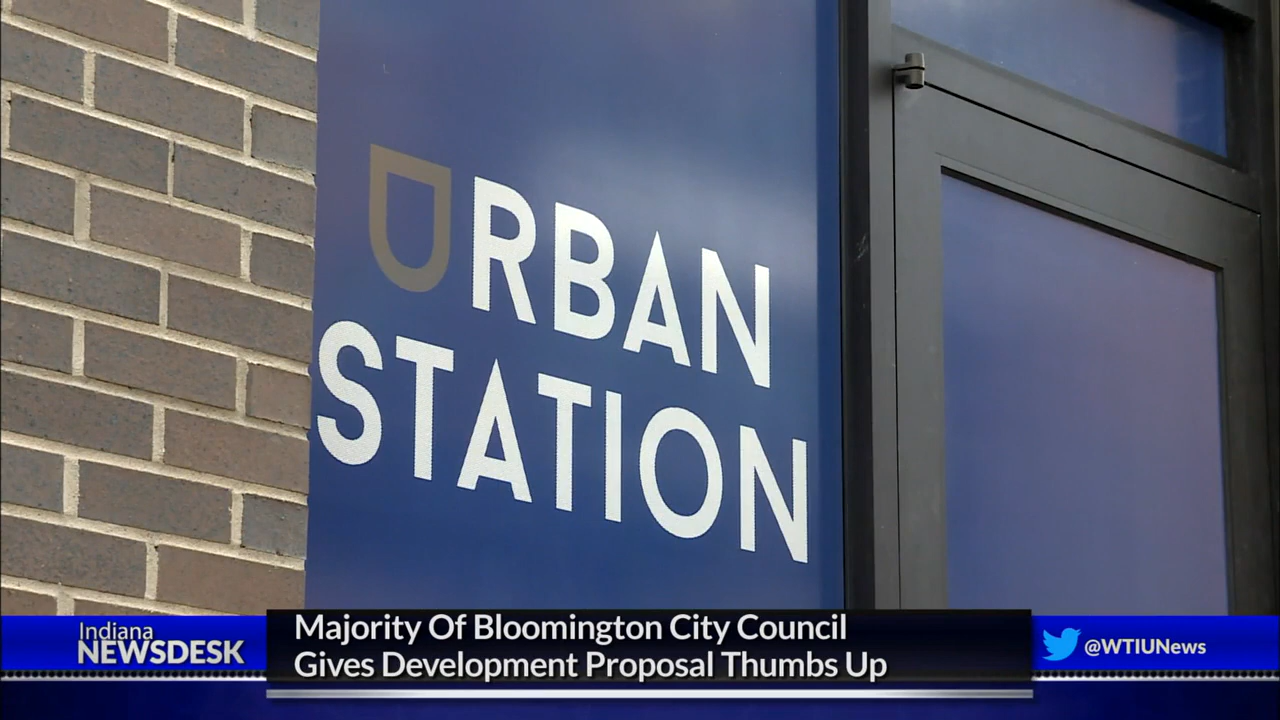 URBAN
STATION
Indiana
NEWSDESK
Majority Of Bloomington City Council
Gives Development Proposal Thumbs Up
@WTIUNews